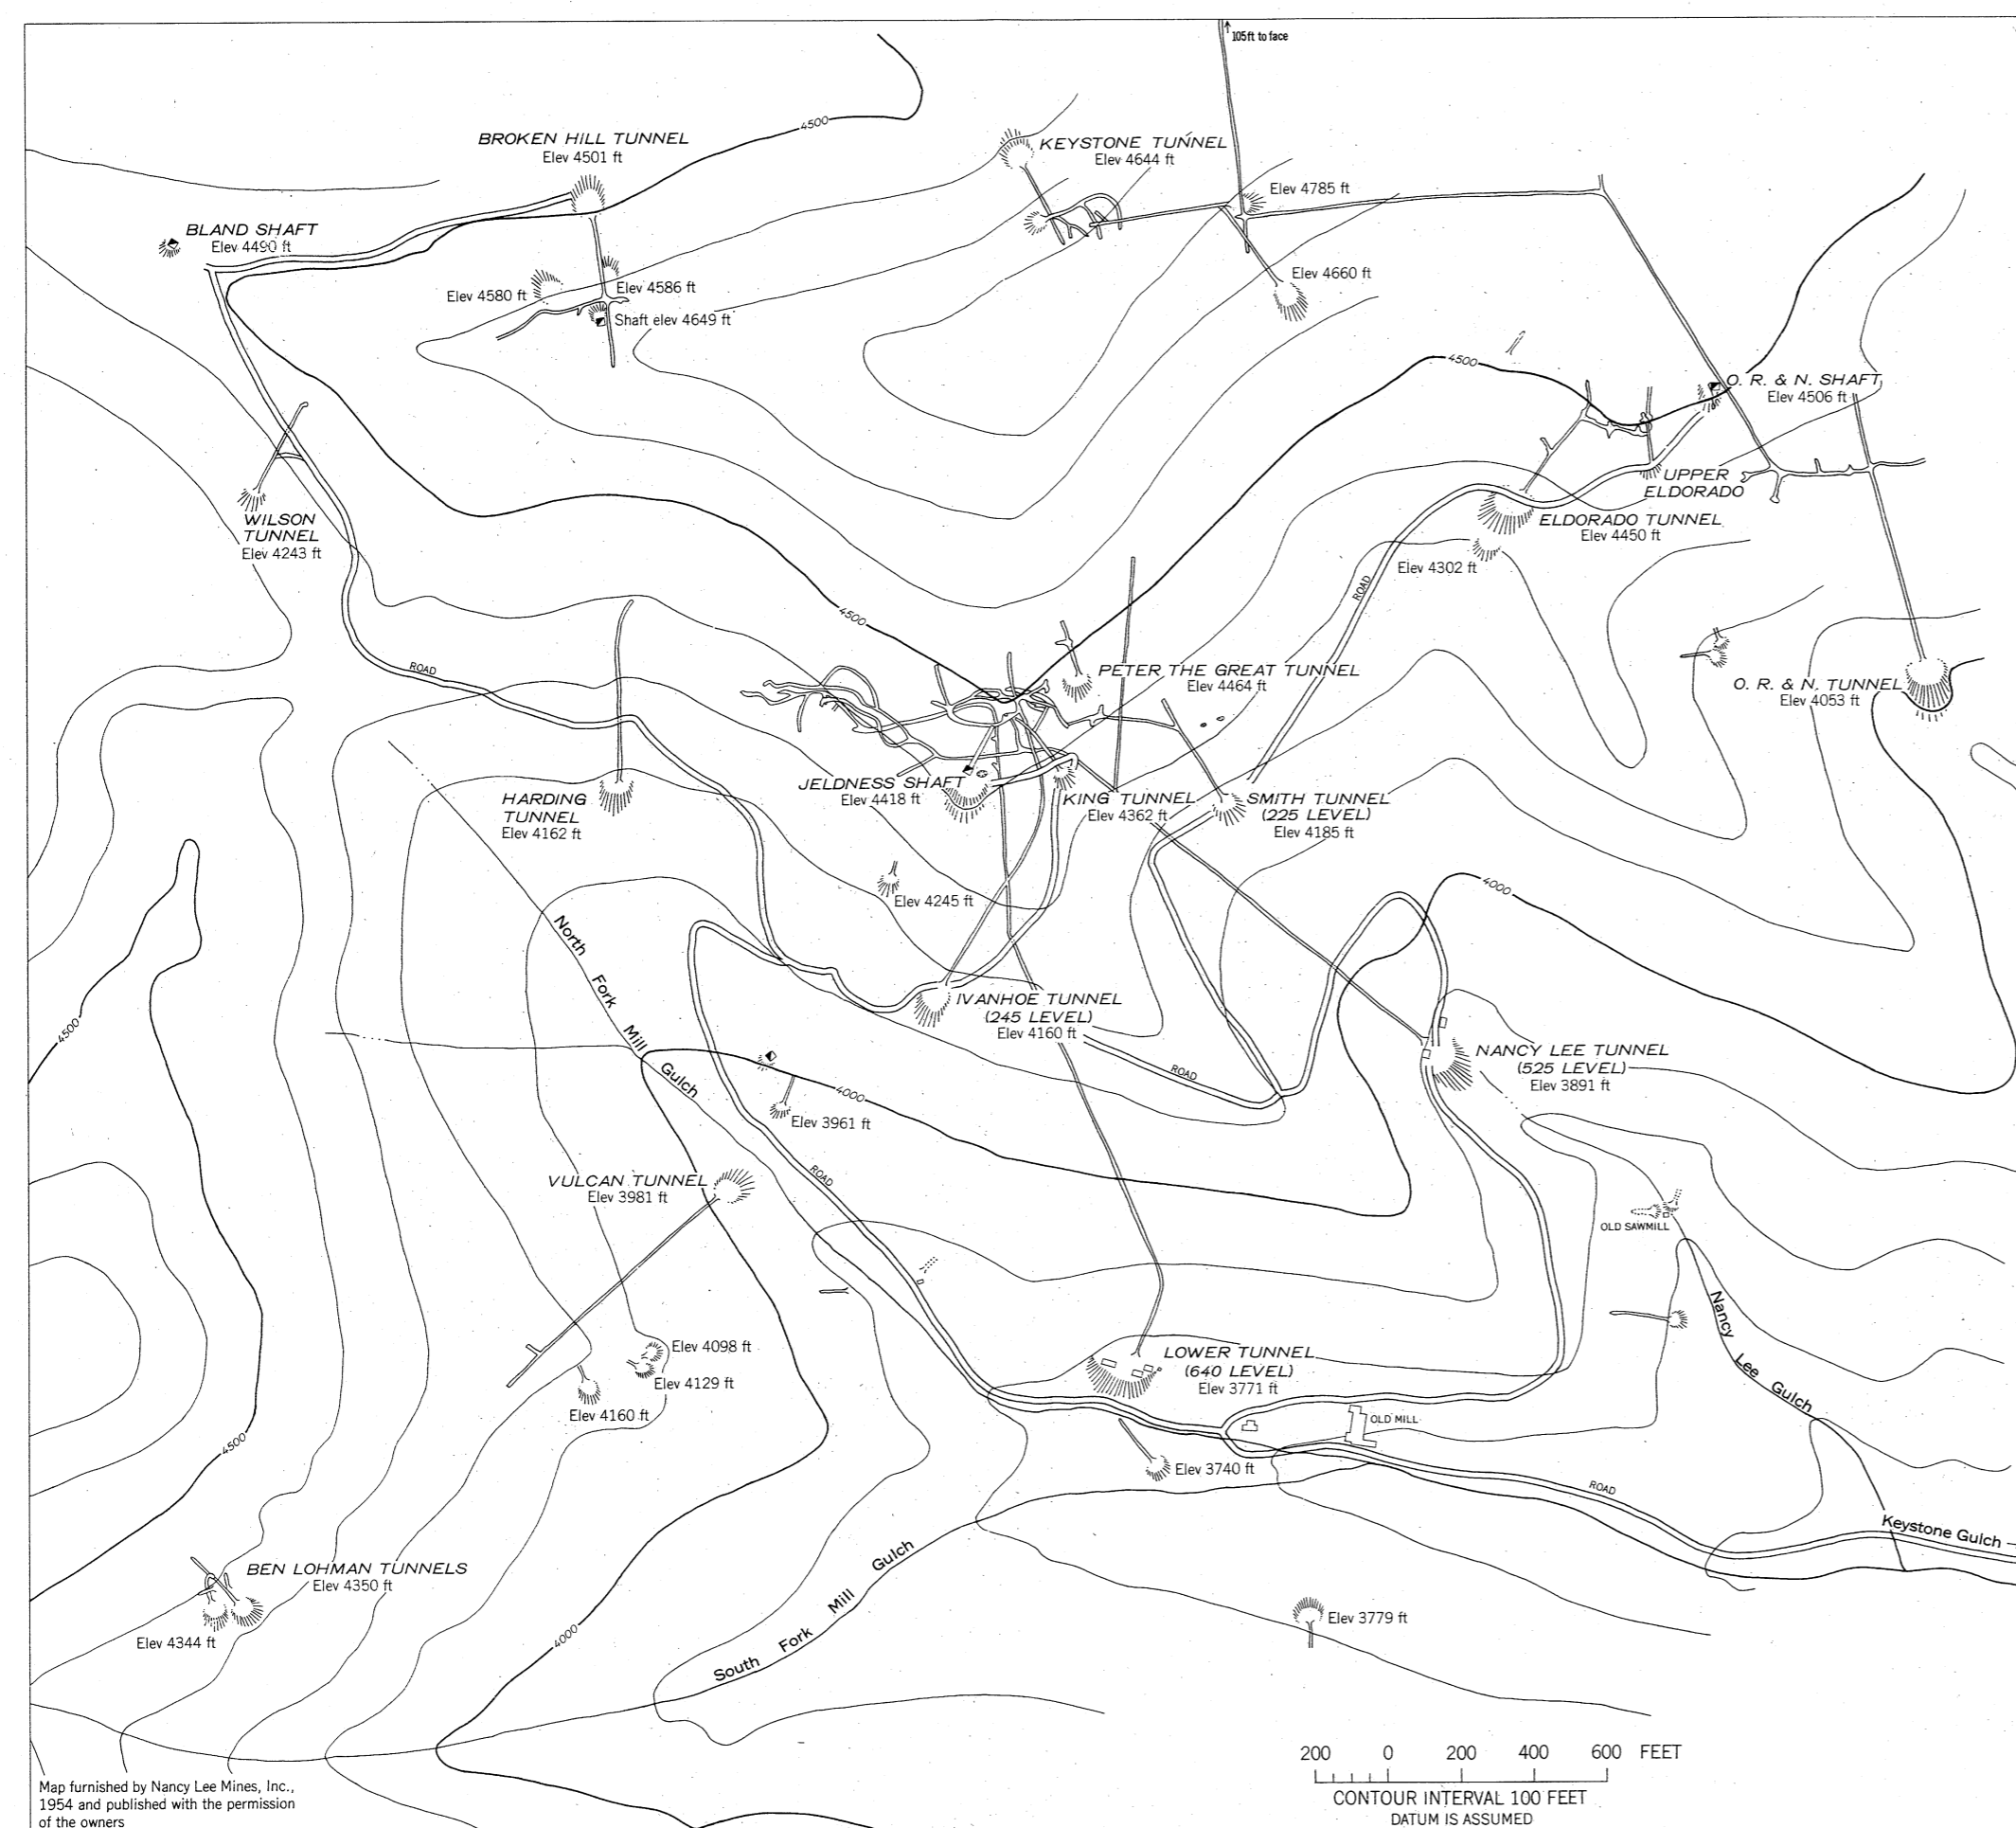 105 ft to face
4500
BROKEN HILL TUNNEL
Elev 4501 ft
KEYSTONE TUNNEL
Elev 4644 ft
Elev 4785 ft
BLAND SHAFT
Elev 4490 ft
Elev 4580 ft
Elev 4586 ft
Shaft elev 4649 ft
Elev 4660 ft
4500
O. R. & N. SHAFT
Elev 4506 ft
UPPER
ELDORADO
ELDORADO TUNNEL
Elev 4450 ft
WILSON
TUNNEL
Elev 4243 ft
Elev 4302 ft
ROAD
4500
ROAD
PETER THE GREAT TUNNEL
Elev 4464 ft
O. R. & N. TUNNEL
Elev 4053 ft
JELDNESS SHAFT
Elev 4418 ft
HARDING
TUNNEL
Elev 4162 ft
KING TUNNEL
Elev 4362 ft
SMITH TUNNEL
(225 LEVEL)
Elev 4185 ft
Elev 4245 ft
4000
North Fork Mill Gulch
IVANHOE TUNNEL
(245 LEVEL)
Elev 4160 ft
4500
ROAD
NANCY LEE TUNNEL
(525 LEVEL)
Elev 3891 ft
4000
Elev 3961 ft
ROAD
VULCAN TUNNEL
Elev 3981 ft
OLD SAWMILL
Nancy Lee Gulch
Elev 4098 ft
Elev 4129 ft
Elev 4160 ft
LOWER TUNNEL
(640 LEVEL)
Elev 3771 ft
OLD MILL
4500
Elev 3740 ft
ROAD
Keystone Gulch
BEN LOHMAN TUNNELS
Elev 4350 ft
Elev 4344 ft
4000
South Fork Mill Gulch
Elev 3779 ft
200 0 200 400 600 FEET
CONTOUR INTERVAL 100 FEET
DATUM IS ASSUMED
Map furnished by Nancy Lee Mines, Inc.,
1954 and published with the permission
of the owners